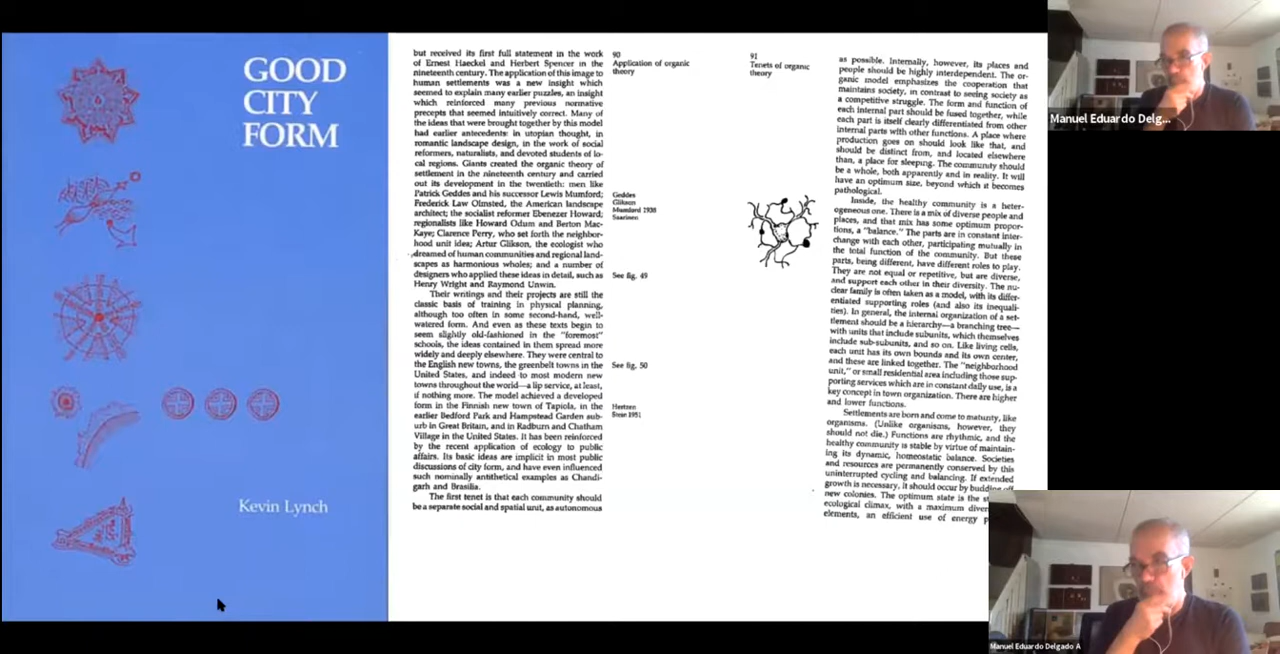 GOOD
CITY
FORM
Kevin Lynch
but received its first full statement in the work
of Ernest Haeckel and Herbert Spencer in the
nineteenth century. The application of this image to
human settlements was a new insight which
seemed to explain many earlier puzzles, an insight
which reinforced many previous normative
precepts that seemed intuitively correct. Many of
the ideas that were brought together by this model
had earlier antecedents: in utopian thought, in
romantic landscape design, in the work of social
reformers, naturalists, and devoted students of lo-
cal regions. Giants created the organic theory of
settlement in the nineteenth century and carried
out its development in the twentieth: men like
Patrick Geddes and his successor Lewis Mumford;
Frederick Law Olmsted, the American landscape
architect; the socialist reformer Ebenezer Howard;
regionalists like Howard Odum and Berton Mac-
Kaye; Clarence Perry, who set forth the neighbor-
hood unit idea; Artur Glikson, the ecologist who
dreamed of human communities and regional land-
scapes as harmonious wholes; and a number of
designers who applied these ideas in detail, such as
Henry Wright and Raymond Unwin.
Their writings and their projects are still the
classic basis of training in physical planning,
although too often in some second-hand, well-
watered form. And even as these texts begin to
seem slightly old-fashioned in the "foremost"
schools, the ideas contained in them spread more
widely and deeply elsewhere. They were central to
the English new towns, the greenbelt towns in the
United States, and indeed to most modern new
towns throughout the world—a lip service, at least,
if nothing more. The model achieved a developed
form in the Finnish new town of Tapiola, in the
earlier Bedford Park and Hampstead Garden sub-
urb in Great Britain, and in Radburn and Chatham
Village in the United States. It has been reinforced
by the recent application of ecology to public
affairs. Its basic ideas are implicit in most public
discussions of city form, and have even influenced
such nominally antithetical examples as Chandi-
garh and Brasilia.
The first tenet is that each community should
be a separate social and spatial unit, as autonomous
90
Application of organic
theory
Geddes
Glikson
Mumford 1938
Saarinen
See fig. 49
See fig. 50
Hertzen
Stein 1951
91
Tenets of organic
theory
as possible. Internally, however, its places and
people should be highly interdependent. The or-
ganic model emphasizes the cooperation that
maintains society, in contrast to seeing society as
a competitive struggle. The form and function of
each internal part should be fused together, while
each part is itself clearly differentiated from other
internal parts with other functions. A place where
production goes on should look like that, and
should be distinct from, and located elsewhere
than, a place for sleeping. The community should
be a whole, both apparently and in reality. It will
have an optimum size, beyond which it becomes
pathological.
Inside, the healthy community is a heter-
ogeneous one. There is a mix of diverse people and
places, and that mix has some optimum propor-
tions, a "balance." The parts are in constant inter-
change with each other, participating mutually in
the total function of the community. But these
parts, being different, have different roles to play.
They are not equal or repetitive, but are diverse,
and support each other in their diversity. The nu-
clear family is often taken as a model, with its differ-
entiated supporting roles (and also its inequali-
ties). In general, the internal organization of a set-
tlement should be a hierarchy—a branching tree—
with units that include subunits, which themselves
include sub-subunits, and so on. Like living cells,
each unit has its own bounds and its own center,
and these are linked together. The "neighborhood
unit," or small residential area including those sup-
porting services which are in constant daily use, is a
key concept in town organization. There are higher
and lower functions.
Settlements are born and come to maturity, like
organisms. (Unlike organisms, however, they
should not die.) Functions are rhythmic, and the
healthy community is stable by virtue of maintain-
ing its dynamic, homeostatic balance. Societies
and resources are permanently conserved by this
uninterrupted cycling and balancing. If extended
growth is necessary, it should occur by budding off
new colonies. The optimum state is the
ecological climax, with a maximum
elements, an efficient use of energy
Manuel Eduardo Delg...
Manuel Eduardo Delgado A